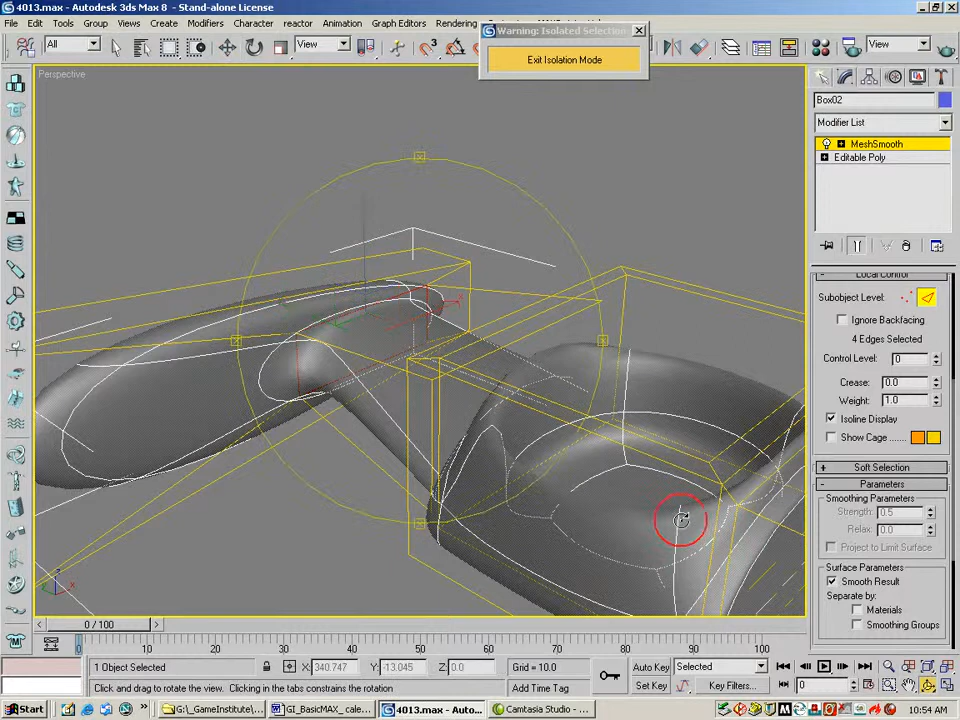 4013.max - Autodesk 3ds Max 8 - Stand-alone License
File Edit Tools Group Views Create Modifiers Character reactor Animation Graph Editors Rendering
Warning: Isolated Selection
All
View
View
Exit Isolation Mode
Perspective
Box02
Modifier List
MeshSmooth
Editable Poly
Local Control
Subobject Level:
Ignore Backfacing
4 Edges Selected
Control Level: 0
Crease: 0.0
Weight: 1.0
Isoline Display
Show Cage ........
Soft Selection
Parameters
Smoothing Parameters
Strength: 0.5
Relax: 0.0
Project to Limit Surface
Surface Parameters
Smooth Result
Separate by:
Materials
Smoothing Groups
x
0 / 100
0 10 20 30 40 50 60 70 80 90 100
1 Object Selected X: 340.747 Y: -13.045 Z: 0.0 Grid = 10.0 Auto Key Selected
Click and drag to rotate the view. Clicking in the tabs constrains the rotation Add Time Tag Set Key Key Filters... 0
Start G:\_GameInstitute\... GI_BasicMAX_ cale... 4013.max - Auto... Camtasia Studio - ... 10:54 AM